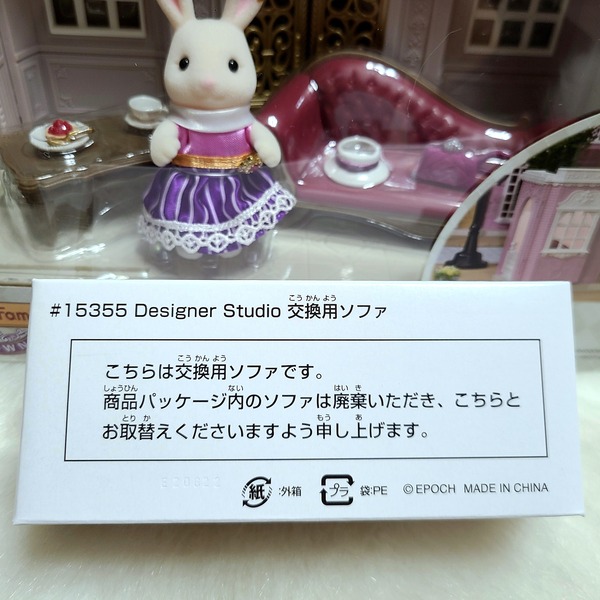 #15355 Designer Studio 交換用ソファ
こちらは交換用ソファです。
商品パッケージ内のソファは廃棄いただき、こちらと
お取替えくださいますよう申し上げます。
紙 :外箱 プラ 袋:PE ©EPOCH MADE IN CHINA